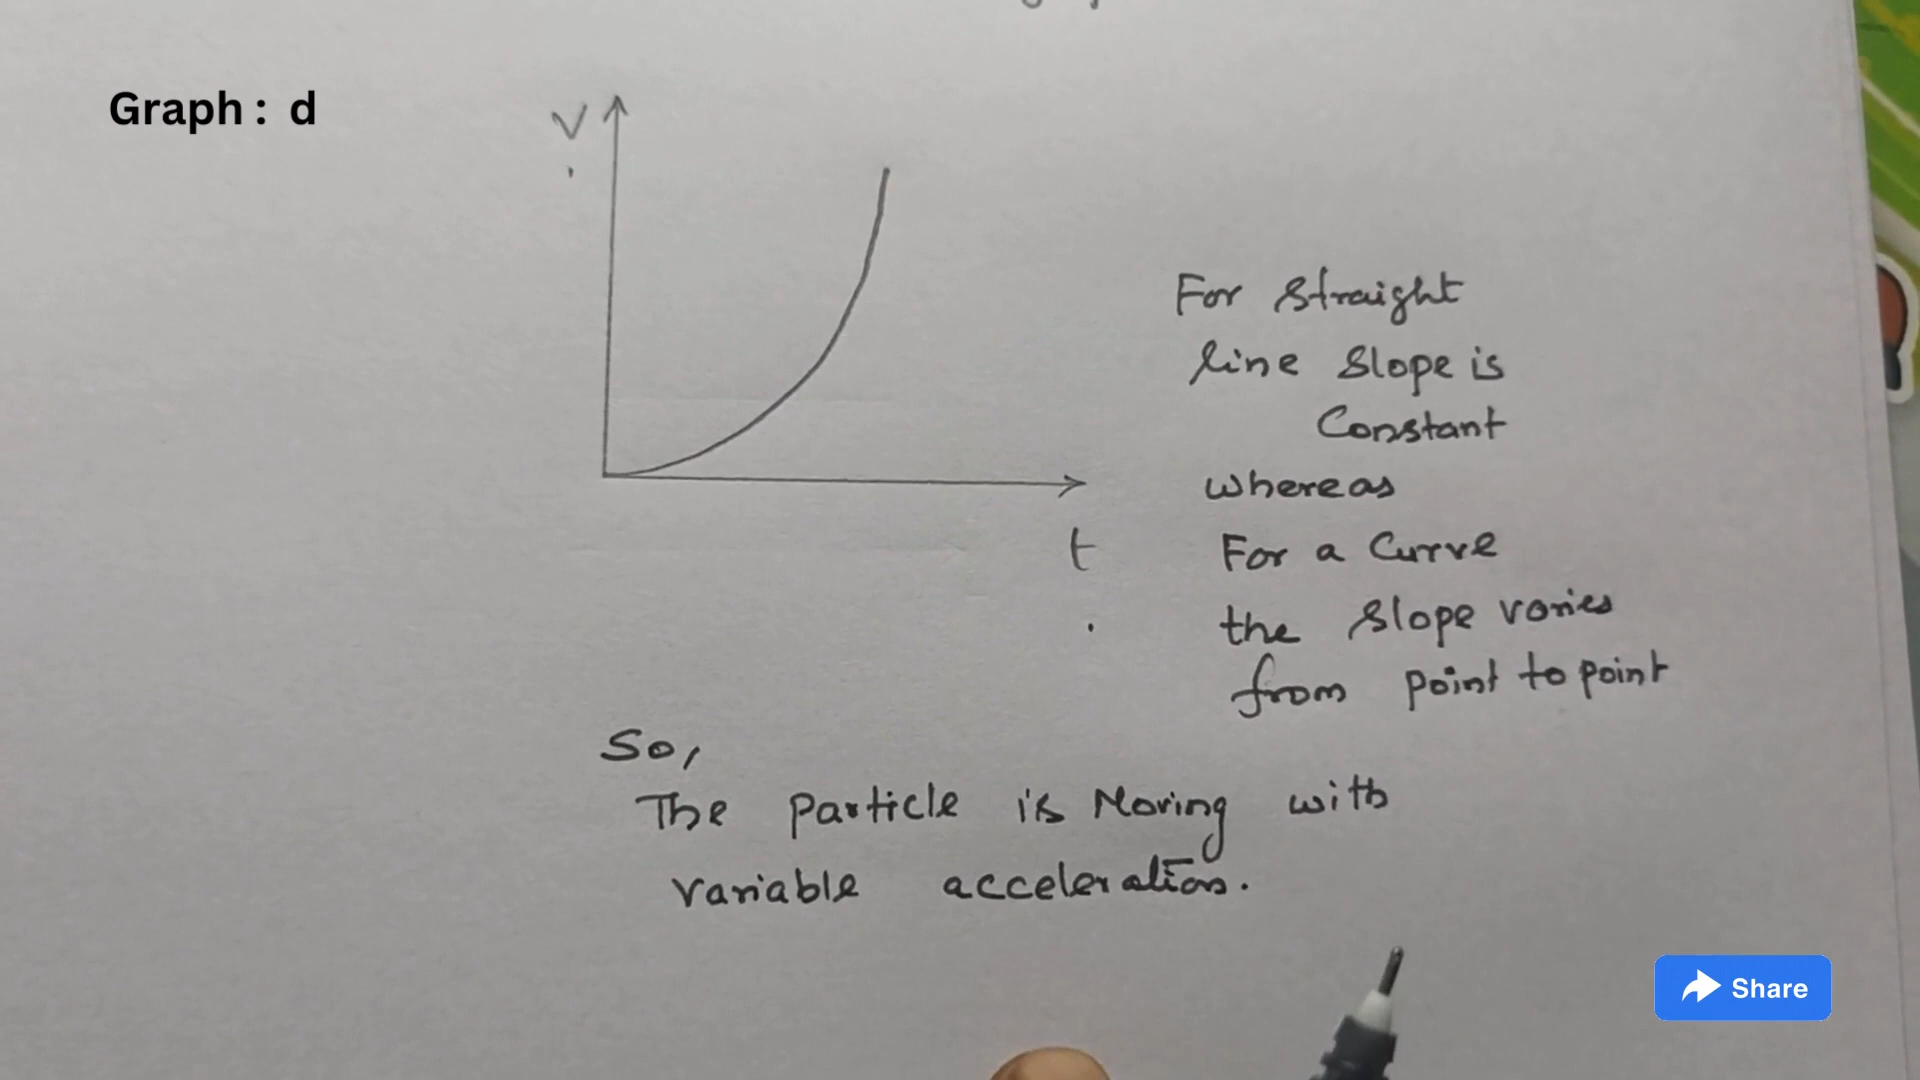 Graph : d
V
For straight
line slope is
Constant
whereas
t
For a Curve
the slope varies
from point to point
So,
The particle is Moving with
variable acceleration.
Share